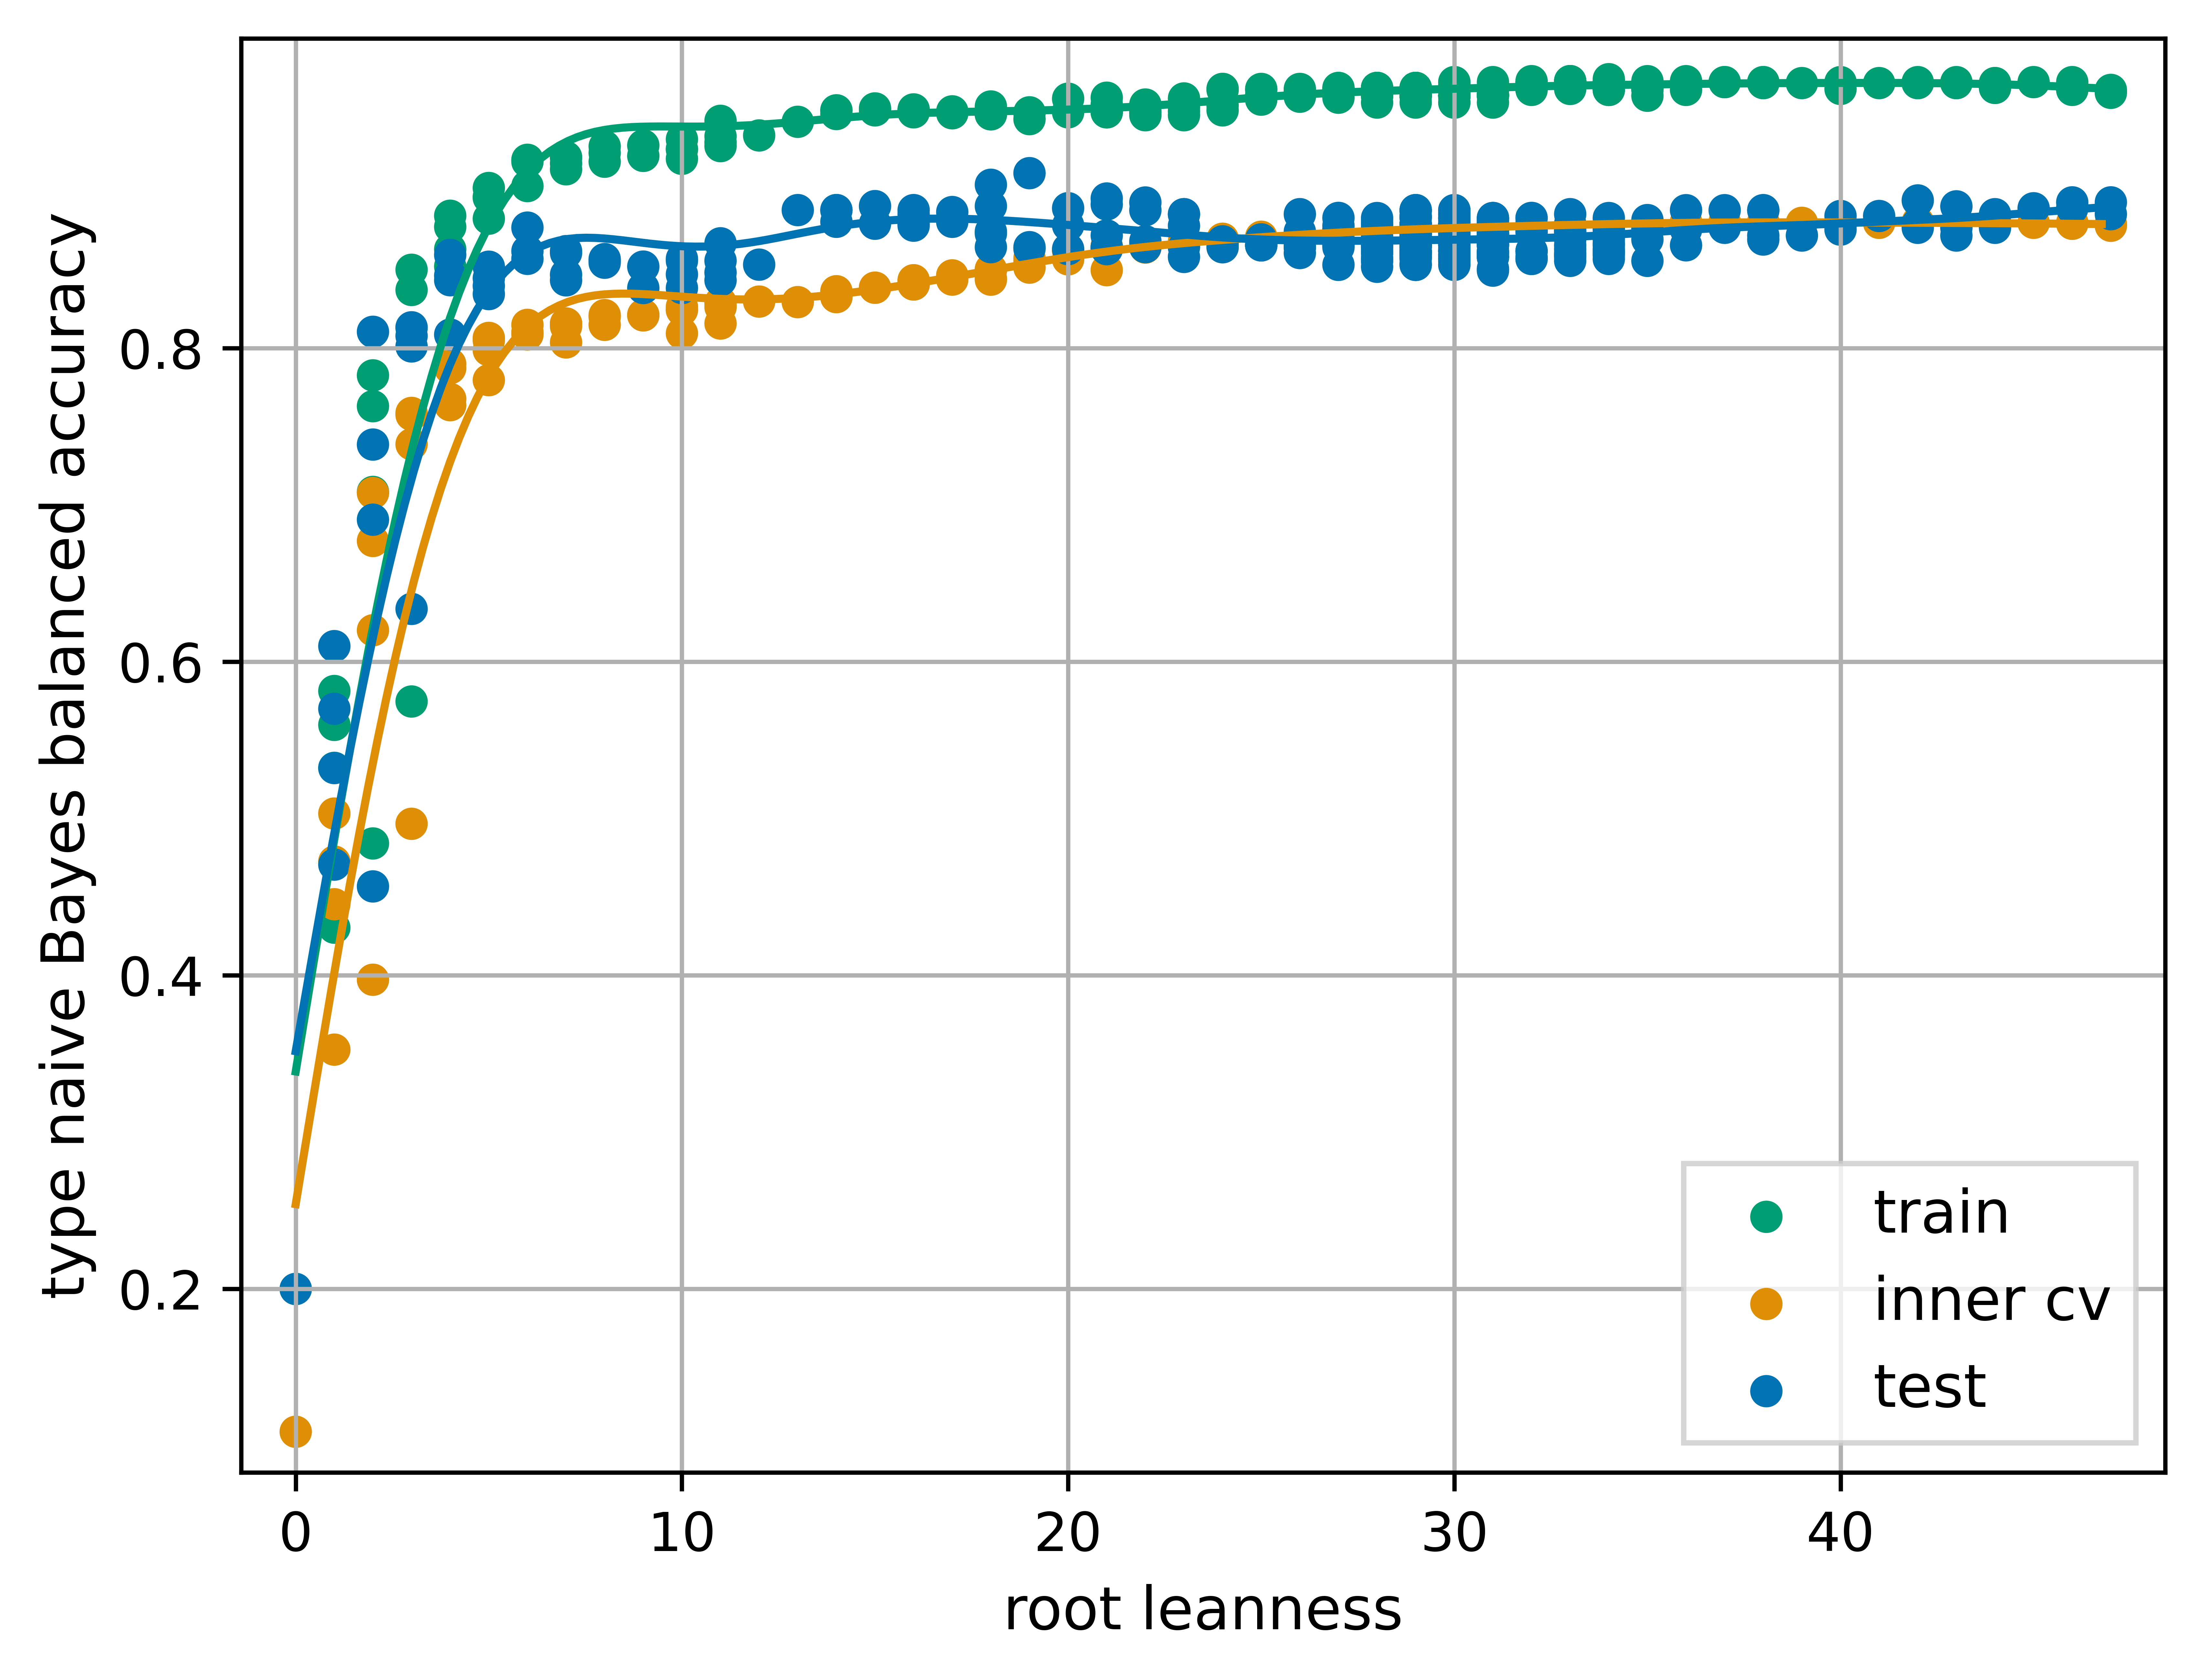 type naive Bayes balanced accuracy
0.8
0.6
0.4
0.2
0 10 20 30 40
root leanness
train
inner cv
test